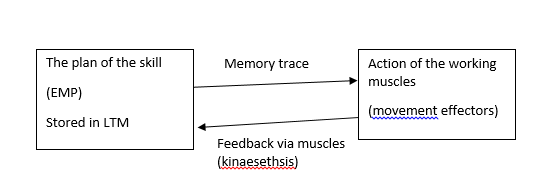 The plan of the skill
(EMP)
Stored in LTM
Memory trace
Action of the working
muscles
(movement effectors)
Feedback via muscles
(kinaesethsis)